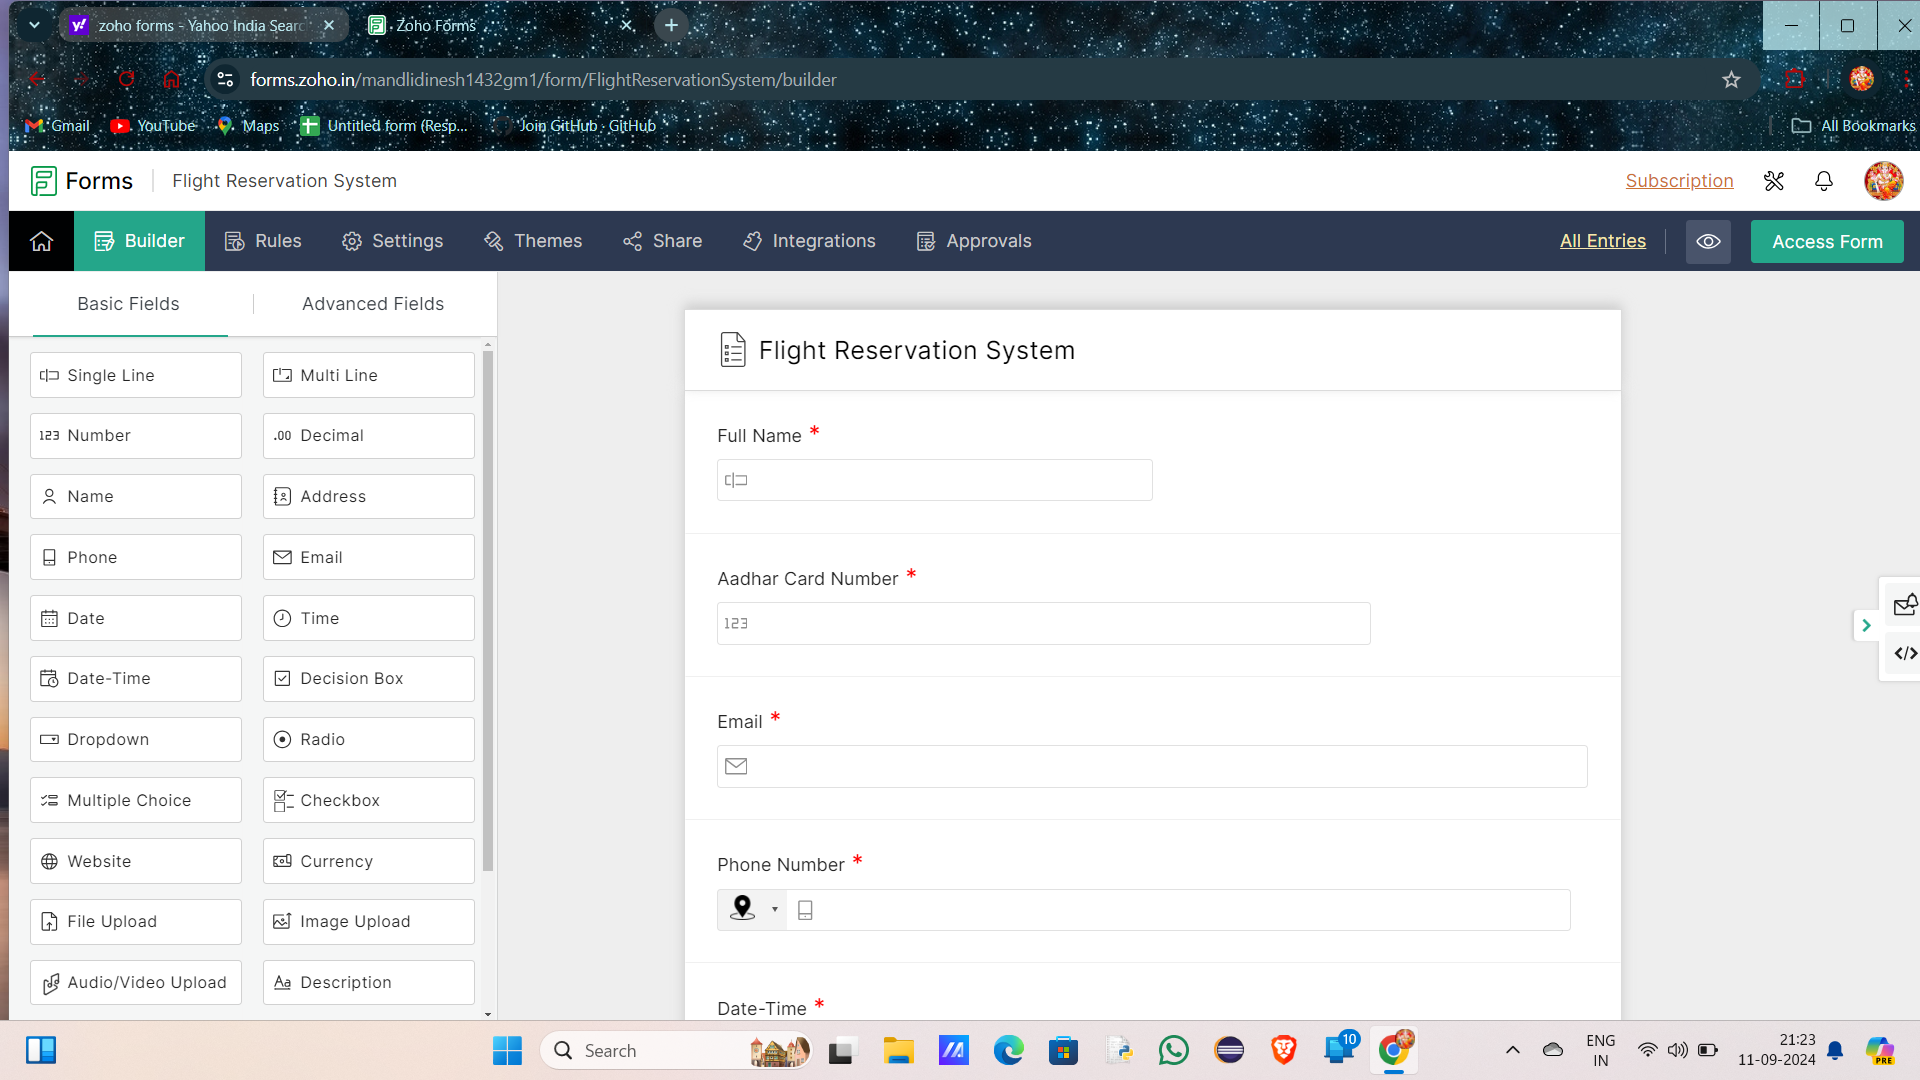 zoho forms - Yahoo India Searc
Zoho Forms
forms.zoho.in/mandlidinesh1432gm1/form/FlightReservationSystem/builder
Gmail YouTube Maps Untitled form (Resp... Join GitHub · GitHub All Bookmarks
Forms Flight Reservation System Subscription
Builder Rules Settings Themes Share Integrations Approvals All Entries Access Form
Basic Fields Advanced Fields
Single Line Multi Line
123 Number .00 Decimal
Name Address
Phone Email
Date Time
Date-Time Decision Box
Dropdown Radio
Multiple Choice Checkbox
Website Currency
File Upload Image Upload
Audio/Video Upload Aa Description
Flight Reservation System
Full Name *
Aadhar Card Number *
123
Email *
Phone Number *
Date-Time *
</>
Search
10
ENG
IN
21:23
11-09-2024
PRE